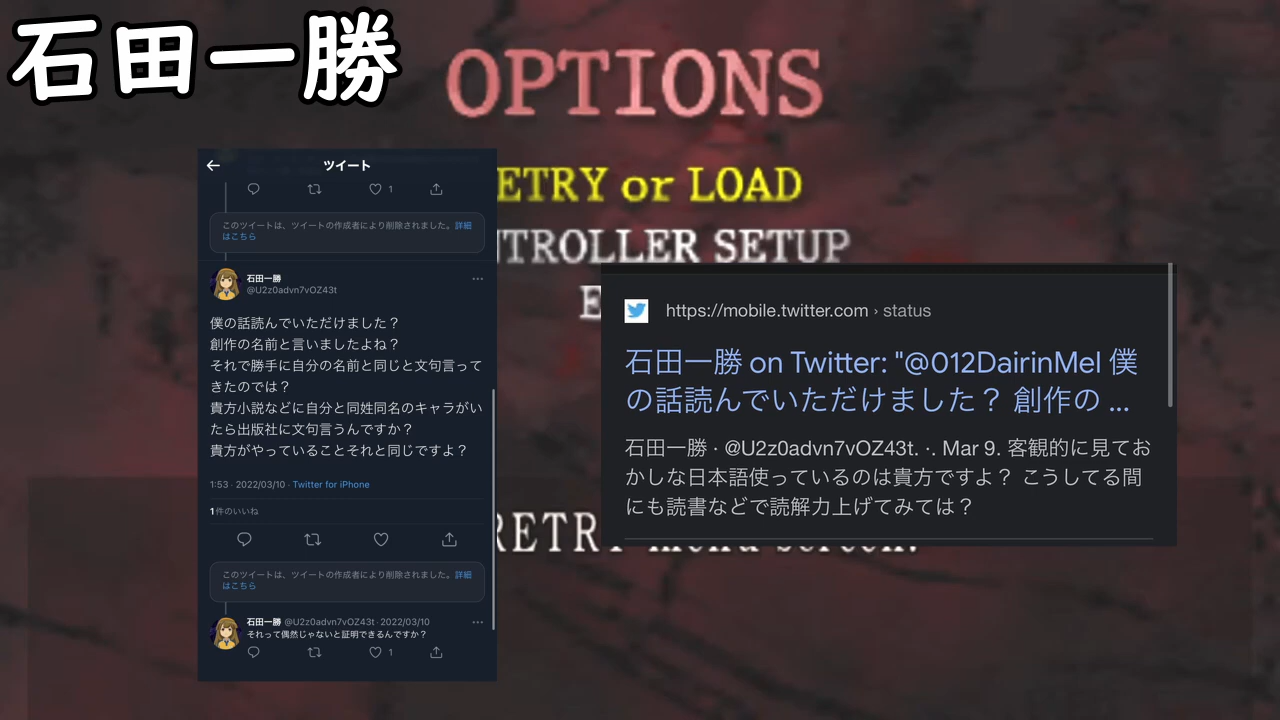 石田一勝
OPTIONS
ETRY or LOAD
NTROLLER SETUP
E
RETR
menu screen.
ツイート
1
このツイートは、ツイートの作成者により削除されました。詳細
はこちら
石田一勝
@U2z0advn7vOZ43t
僕の話読んでいただけました？
創作の名前と言いましたよね？
それで勝手に自分の名前と同じと文句言って
きたのでは？
貴方小説などに自分と同姓同名のキャラがい
たら出版社に文句言うんですか？
貴方がやっていることそれと同じですよ？
1:53 · 2022/03/10 · Twitter for iPhone
1件のいいね
このツイートは、ツイートの作成者により削除されました。詳細
はこちら
石田一勝 @U2z0advn7vOZ43t · 2022/03/10
それって偶然じゃないと証明できるんですか？
1
https://mobile.twitter.com › status
石田一勝 on Twitter: "@012DairinMel 僕
の話読んでいただけました？ 創作の ...
石田一勝 · @U2z0advn7vOZ43t. ·. Mar 9. 客観的に見てお
かしな日本語使っているのは貴方ですよ？ こうしてる間
にも読書などで読解力上げてみては？